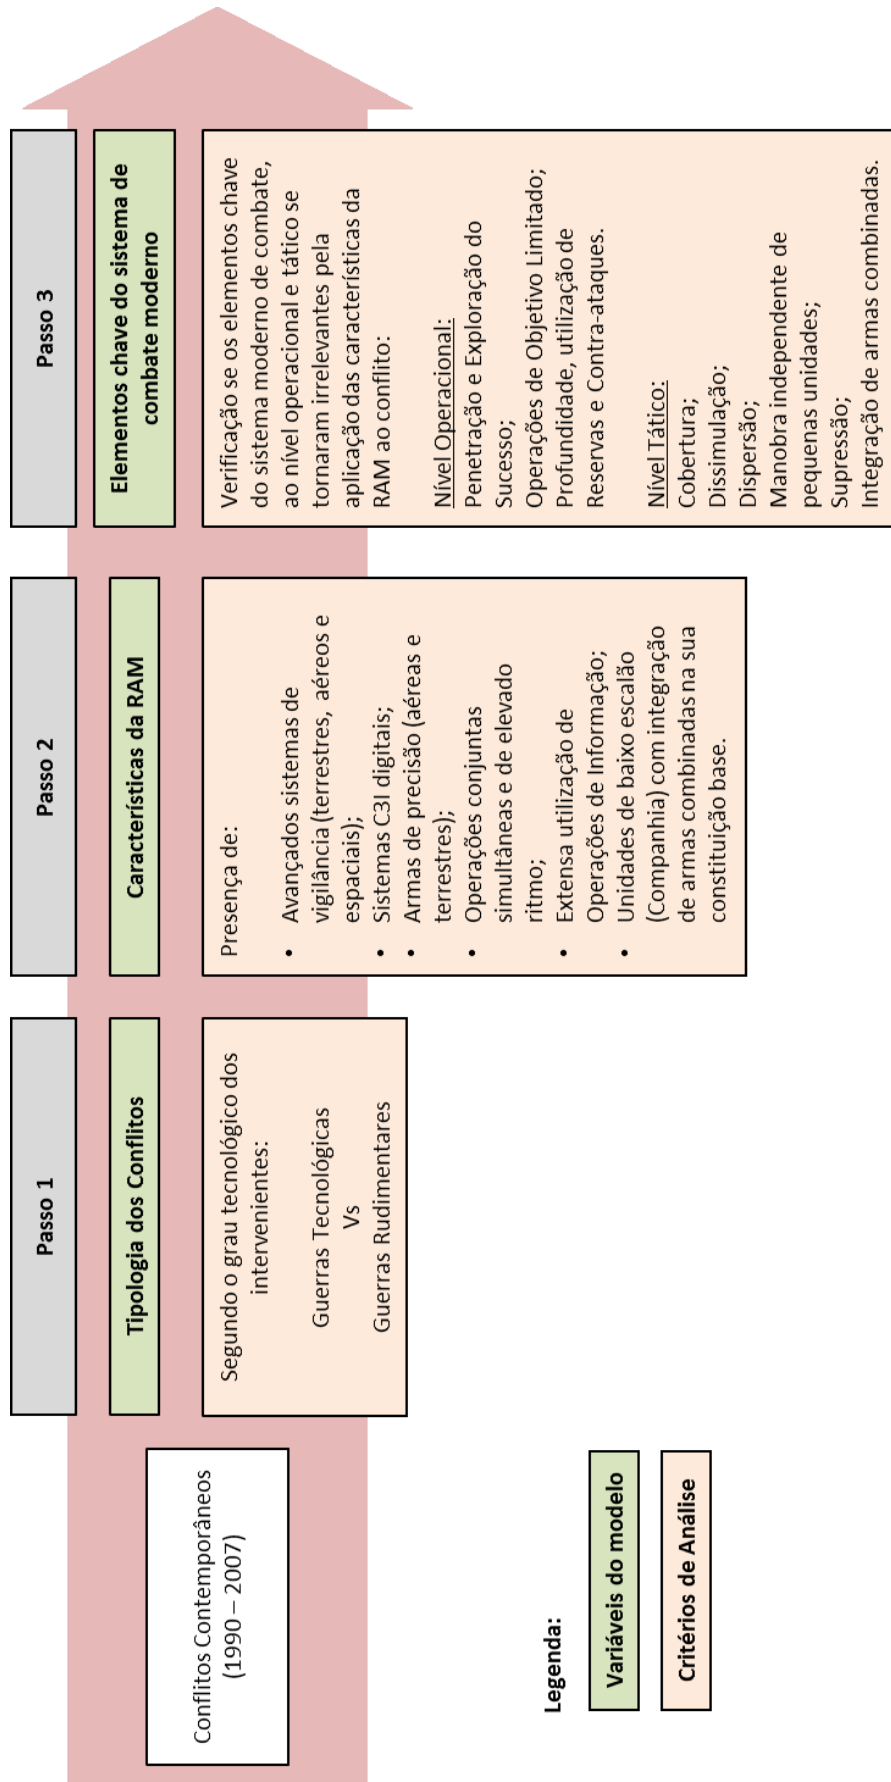 Conflitos Contemporâneos
(1990 – 2007)
Passo 1
Tipologia dos Conflitos
Segundo o grau tecnológico dos
intervenientes:
Guerras Tecnológicas
Vs
Guerras Rudimentares
Passo 2
Características da RAM
Presença de:
• Avançados sistemas de
vigilância (terrestres, aéreos e
espaciais);
• Sistemas C3I digitais;
• Armas de precisão (aéreas e
terrestres);
• Operações conjuntas
simultâneas e de elevado
ritmo;
• Extensa utilização de
Operações de Informação;
• Unidades de baixo escalão
(Companhia) com integração
de armas combinadas na sua
constituição base.
Passo 3
Elementos chave do sistema de
combate moderno
Verificação se os elementos chave
do sistema moderno de combate,
ao nível operacional e tático se
tornaram irrelevantes pela
aplicação das características da
RAM ao conflito:
Nível Operacional:
Penetração e Exploração do
Sucesso;
Operações de Objetivo Limitado;
Profundidade, utilização de
Reservas e Contra-ataques.
Nível Tático:
Cobertura;
Dissimulação;
Dispersão;
Manobra independente de
pequenas unidades;
Supressão;
Integração de armas combinadas.
Legenda:
Variáveis do modelo
Critérios de Análise